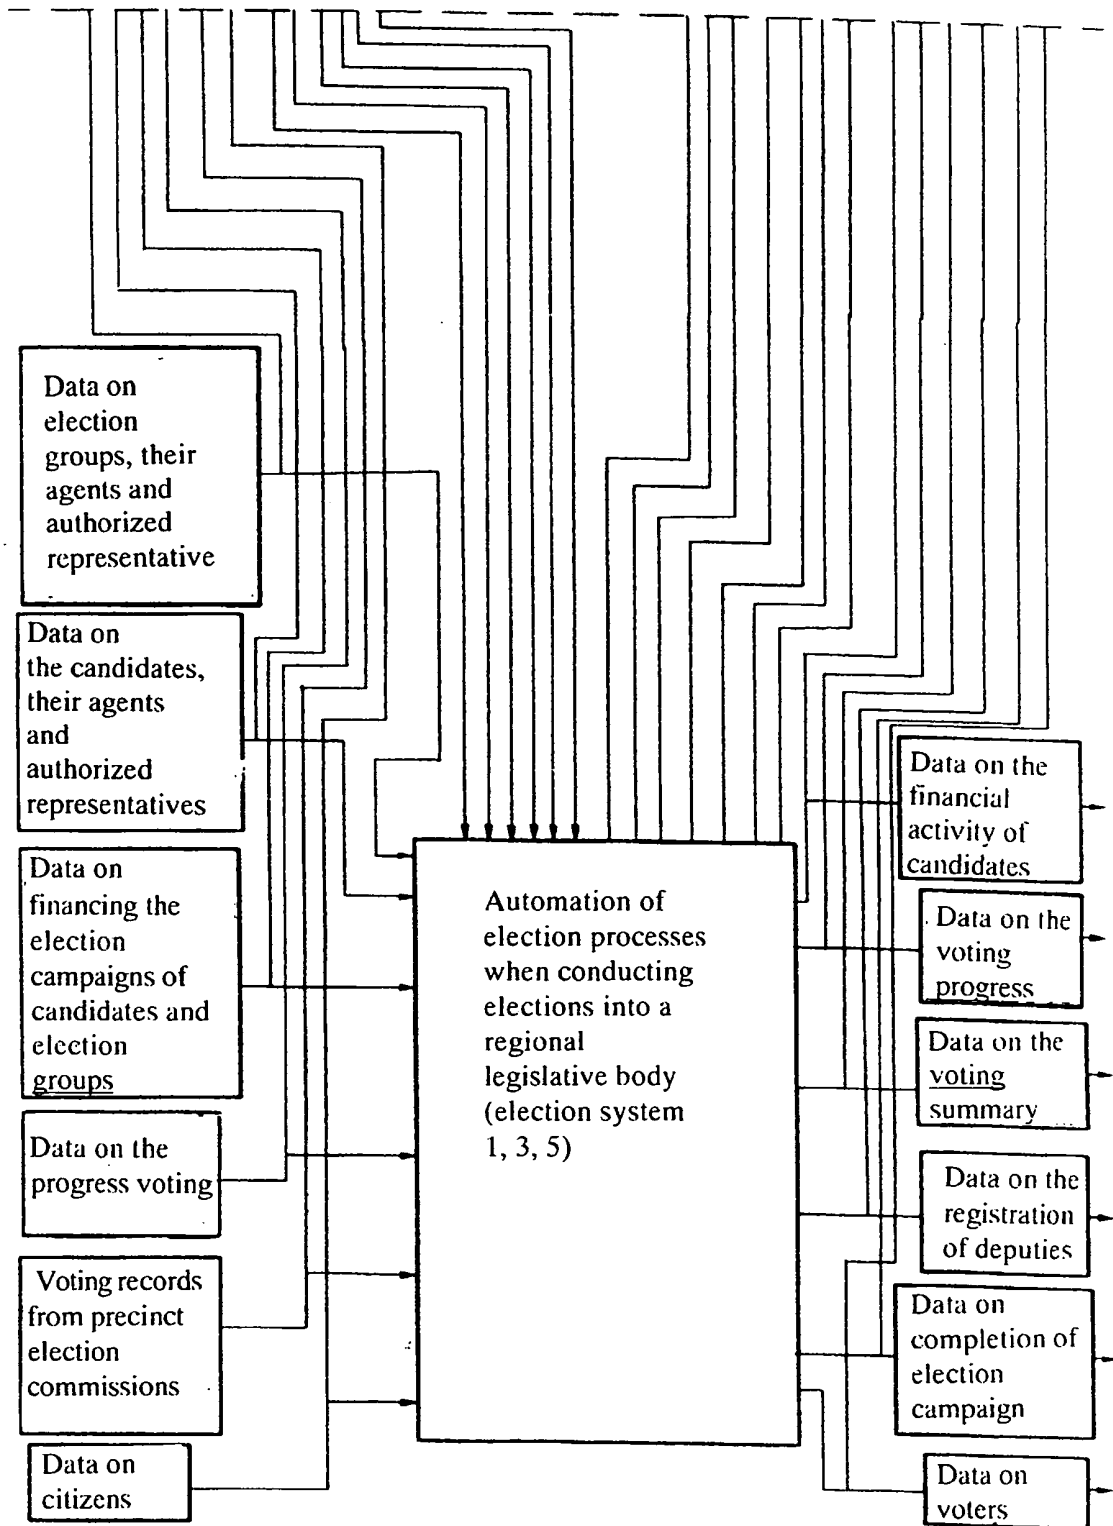 Data on
election
groups, their
agents and
authorized
representative
Data on
the candidates,
their agents
and
authorized
representatives
Data on
financing the
election
campaigns of
candidates and
election
groups
Data on the
progress voting
Voting records
from precinct
election
commissions
Data on
citizens
Automation of
election processes
when conducting
elections into a
regional
legislative body
(election system
1, 3, 5)
Data on the
financial
activity of
candidates
Data on the
voting
progress
Data on the
voting
summary
Data on the
registration
of deputies
Data on
completion of
election
campaign
Data on
voters